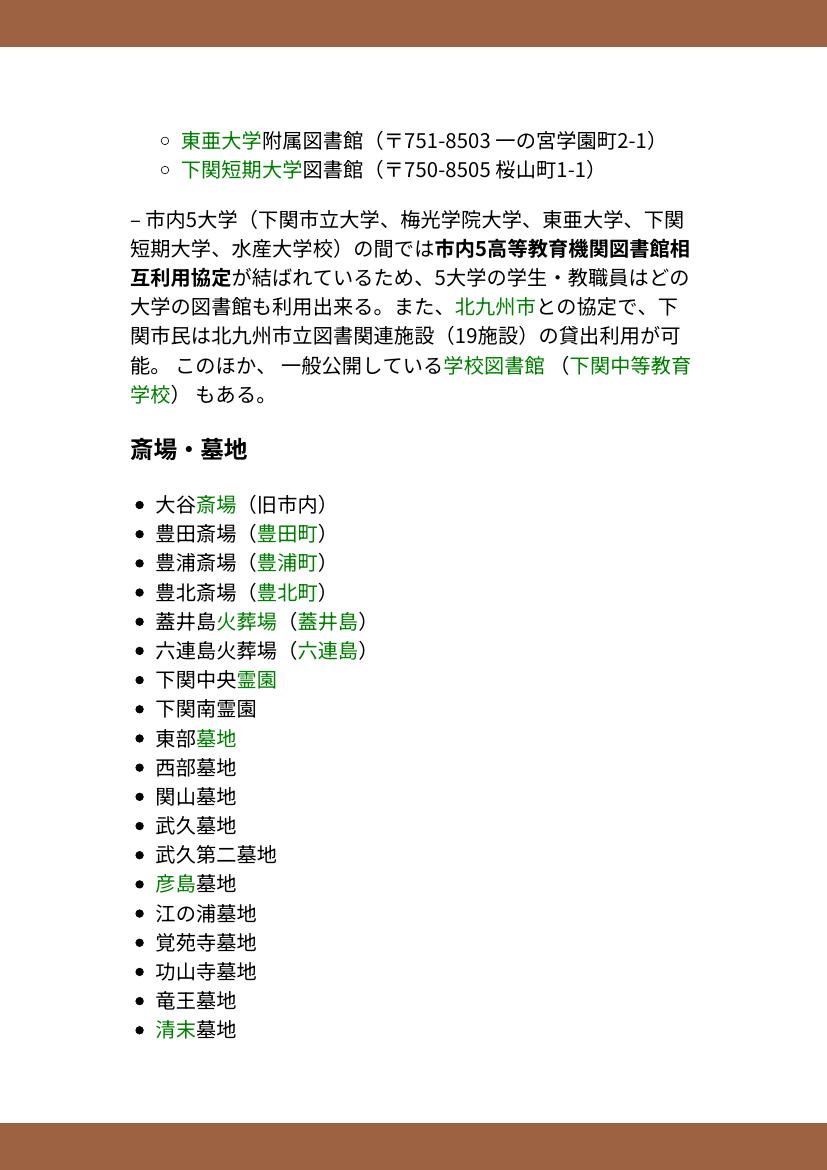 ○ 東亜大学附属図書館（〒751-8503 一の宮学園町2-1）
○ 下関短期大学図書館（〒750-8505 桜山町1-1）
– 市内5大学（下関市立大学、梅光学院大学、東亜大学、下関
短期大学、水産大学校）の間では市内5高等教育機関図書館相
互利用協定が結ばれているため、5大学の学生・教職員はどの
大学の図書館も利用出来る。また、北九州市との協定で、下
関市民は北九州市立図書関連施設（19施設）の貸出利用が可
能。 このほか、 一般公開している学校図書館 （下関中等教育
学校） もある。
斎場・墓地
• 大谷斎場（旧市内）
• 豊田斎場（豊田町）
• 豊浦斎場（豊浦町）
• 豊北斎場（豊北町）
• 蓋井島火葬場（蓋井島）
• 六連島火葬場（六連島）
• 下関中央霊園
• 下関南霊園
• 東部墓地
• 西部墓地
• 関山墓地
• 武久墓地
• 武久第二墓地
• 彦島墓地
• 江の浦墓地
• 覚苑寺墓地
• 功山寺墓地
• 竜王墓地
• 清末墓地